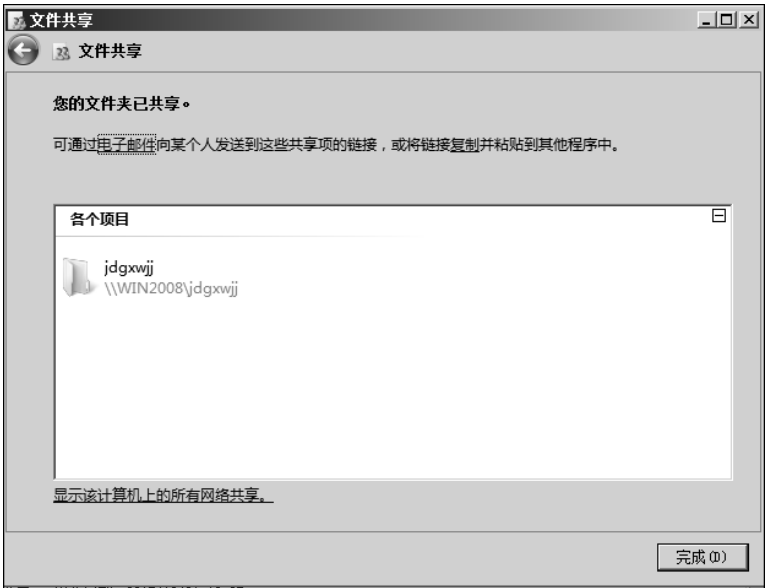 文件共享
文件共享
您的文件夹已共享。
可通过电子邮件向某个人发送到这些共享项的链接，或将链接复制并粘贴到其他程序中。
各个项目
jdgxwjj
\\WIN2008\jdgxwjj
显示该计算机上的所有网络共享。
完成(D)